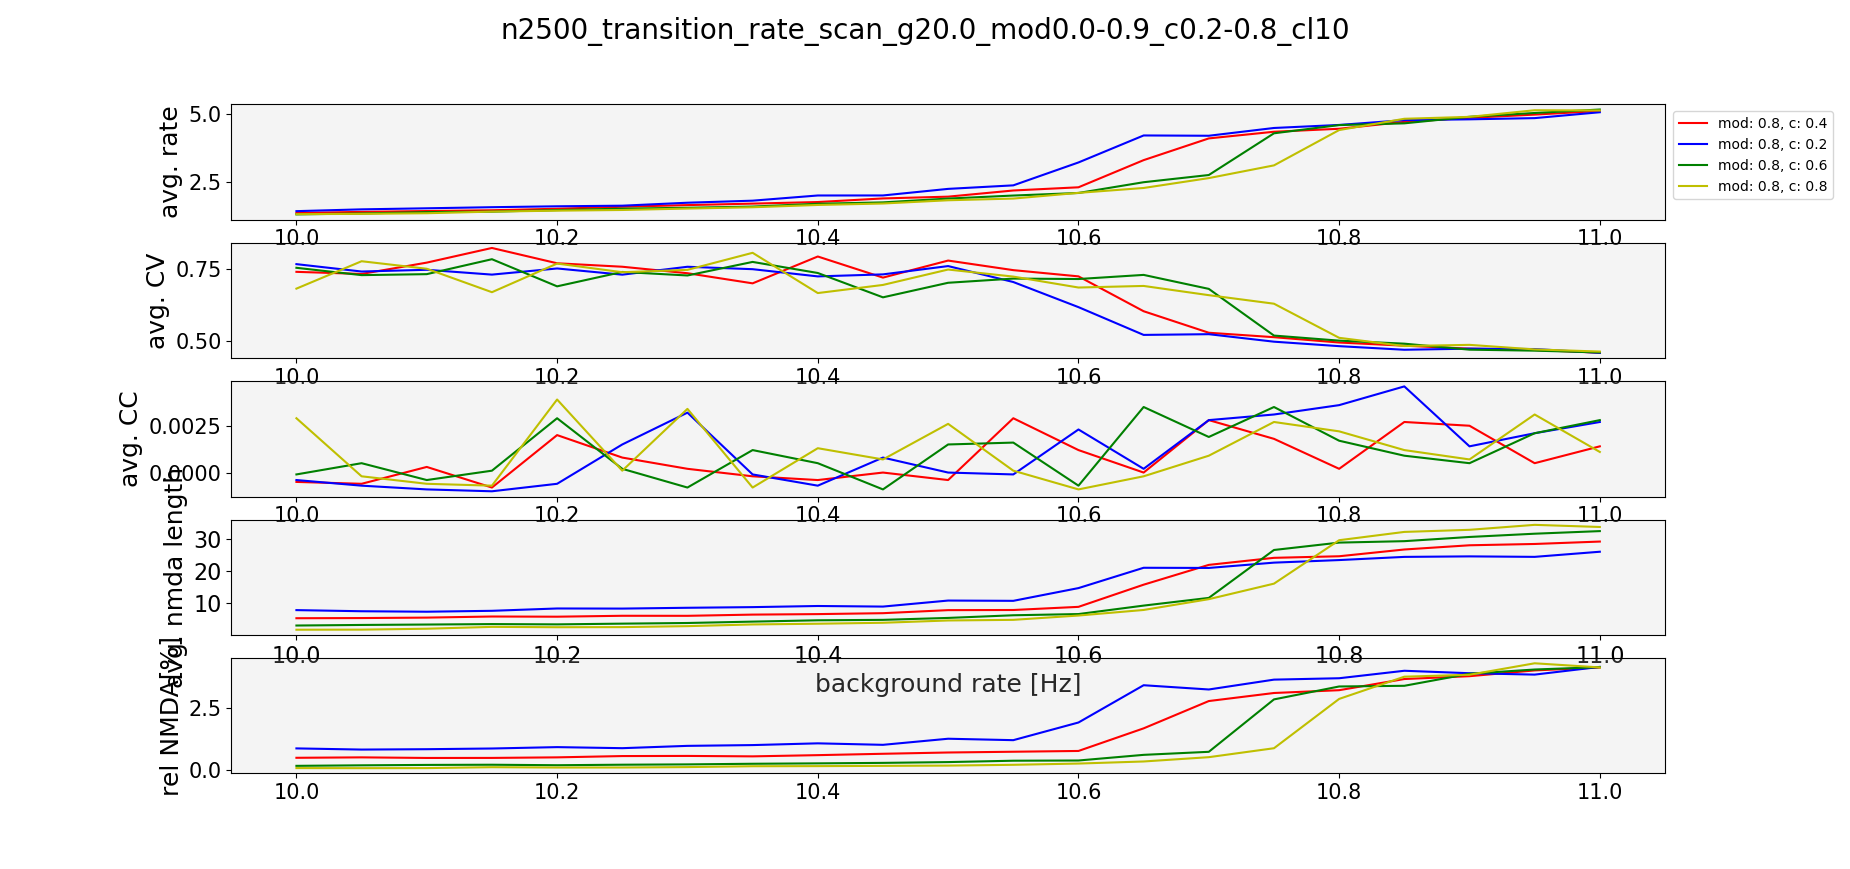 n2500_transition_rate_scan_g20.0_mod0.0-0.9_c0.2-0.8_cl10
avg. rate
5.0
2.5
10.0 10.2 10.4 10.6 10.8 11.0
mod: 0.8, c: 0.4
mod: 0.8, c: 0.2
mod: 0.8, c: 0.6
mod: 0.8, c: 0.8
avg. CV
0.75
0.50
10.0 10.2 10.4 10.6 10.8 11.0
avg. CC
0.0025
0.0000
10.0 10.2 10.4 10.6 10.8 11.0
avg. nmda length
30
20
10
10.0 10.2 10.4 10.6 10.8 11.0
background rate [Hz]
rel NMDA[%]
2.5
0.0
10.0 10.2 10.4 10.6 10.8 11.0